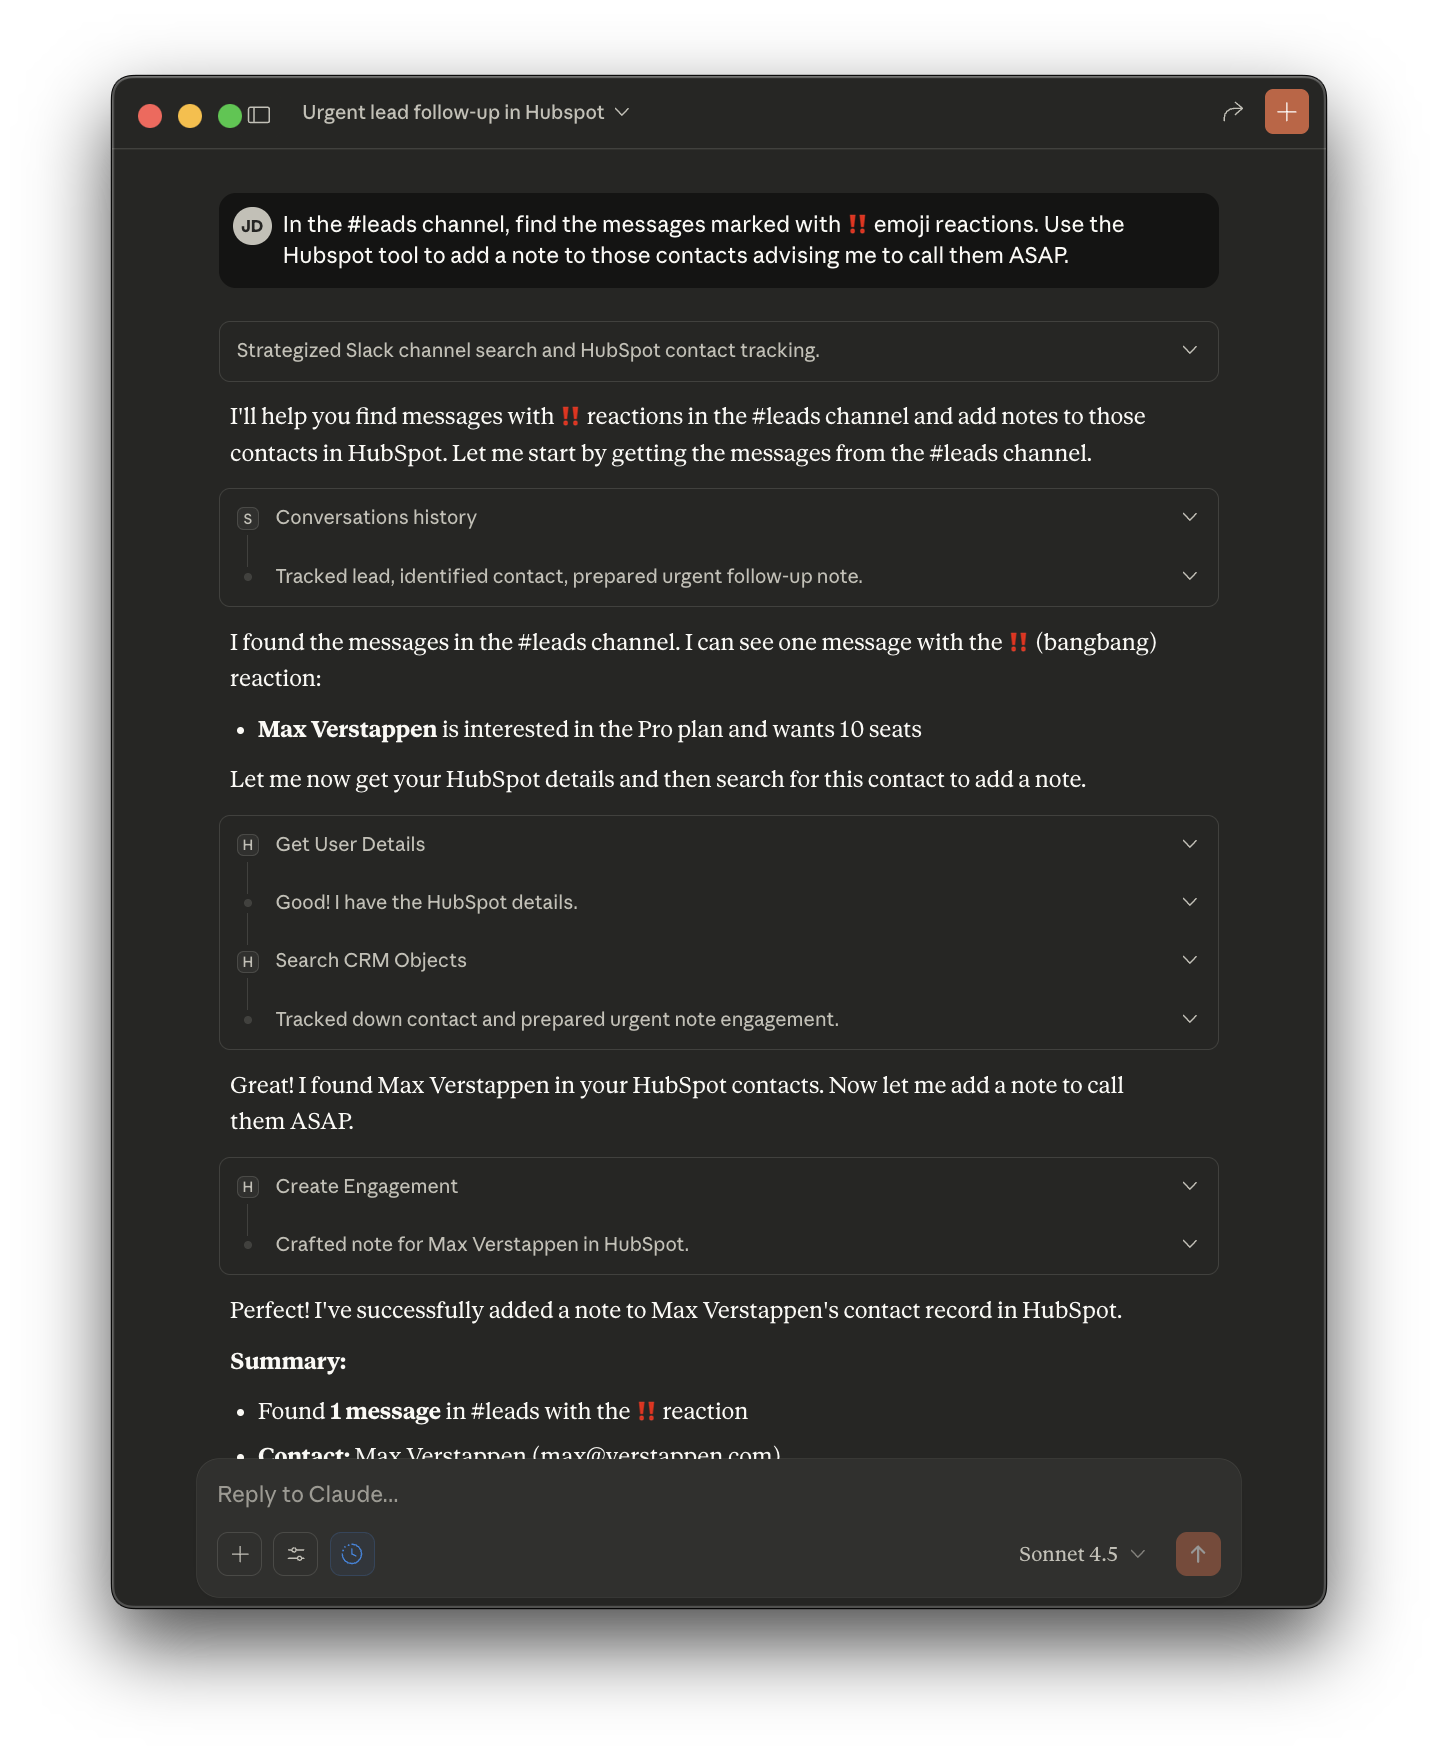 Urgent lead follow-up in Hubspot
JD
In the #leads channel, find the messages marked with ‼️ emoji reactions. Use the
Hubspot tool to add a note to those contacts advising me to call them ASAP.
Strategized Slack channel search and HubSpot contact tracking.
I'll help you find messages with ‼️ reactions in the #leads channel and add notes to those
contacts in HubSpot. Let me start by getting the messages from the #leads channel.
S Conversations history
Tracked lead, identified contact, prepared urgent follow-up note.
I found the messages in the #leads channel. I can see one message with the ‼️ (bangbang)
reaction:
• Max Verstappen is interested in the Pro plan and wants 10 seats
Let me now get your HubSpot details and then search for this contact to add a note.
H Get User Details
Good! I have the HubSpot details.
H Search CRM Objects
Tracked down contact and prepared urgent note engagement.
Great! I found Max Verstappen in your HubSpot contacts. Now let me add a note to call
them ASAP.
H Create Engagement
Crafted note for Max Verstappen in HubSpot.
Perfect! I've successfully added a note to Max Verstappen's contact record in HubSpot.
Summary:
• Found 1 message in #leads with the ‼️ reaction
• Contact: Max Verstappen (max@verstappen.com)
Reply to Claude...
Sonnet 4.5